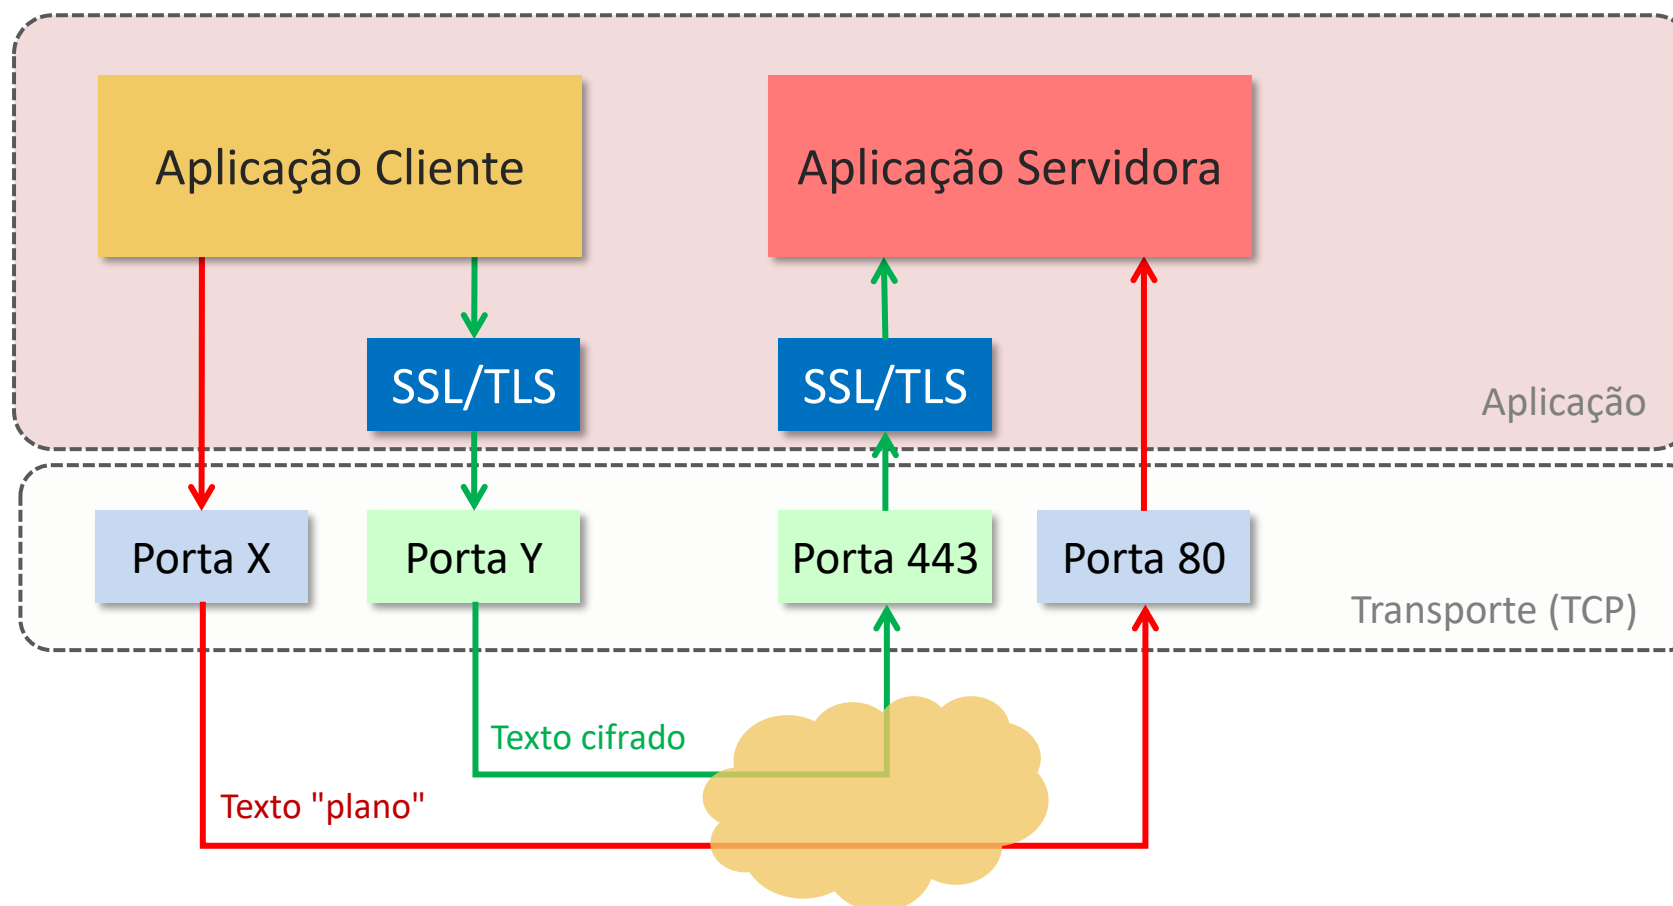 Aplicação Cliente
Aplicação Servidora
SSL/TLS
SSL/TLS
Aplicação
Porta X
Porta Y
Porta 443
Porta 80
Transporte (TCP)
Texto cifrado
Texto "plano"